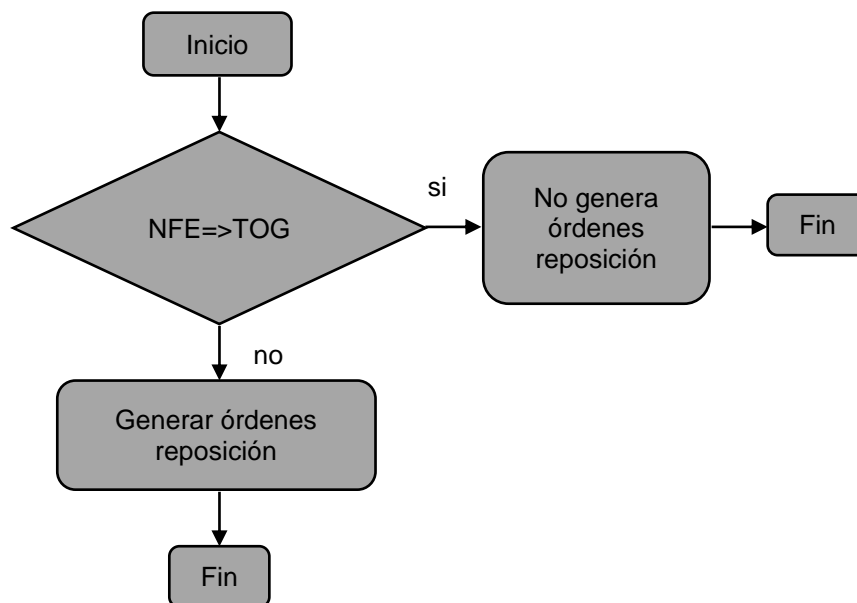 Inicio
NFE=>TOG
si
No genera
órdenes
reposición
Fin
no
Generar órdenes
reposición
Fin